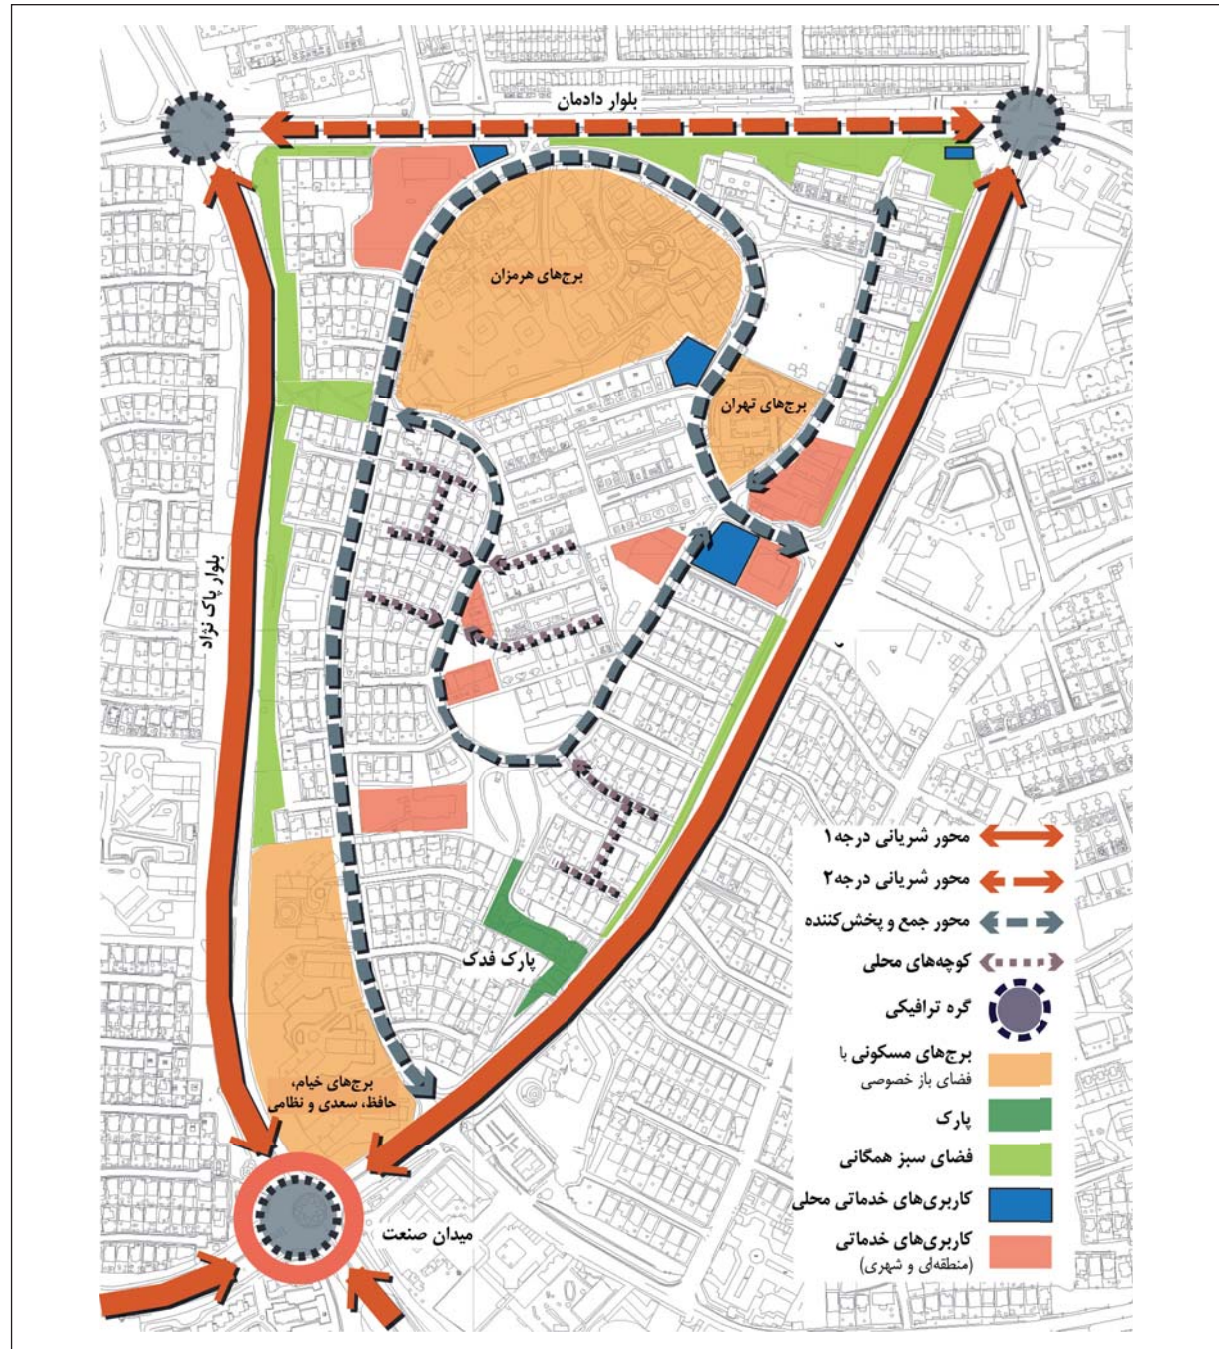 بلوار دادمان
برج‌های هرمزان
برج‌های تهران
بلوار پاک نژاد
پارک فدک
برج‌های خیام،
حافظ، سعدی و نظامی
میدان صنعت
محور شریانی درجه۱
محور شریانی درجه۲
محور جمع و پخش‌کننده
کوچه‌های محلی
گره ترافیکی
برج‌های مسکونی با
فضای باز خصوصی
پارک
فضای سبز همگانی
کاربری‌های خدماتی محلی
کاربری‌های خدماتی
(منطقه‌ای و شهری)